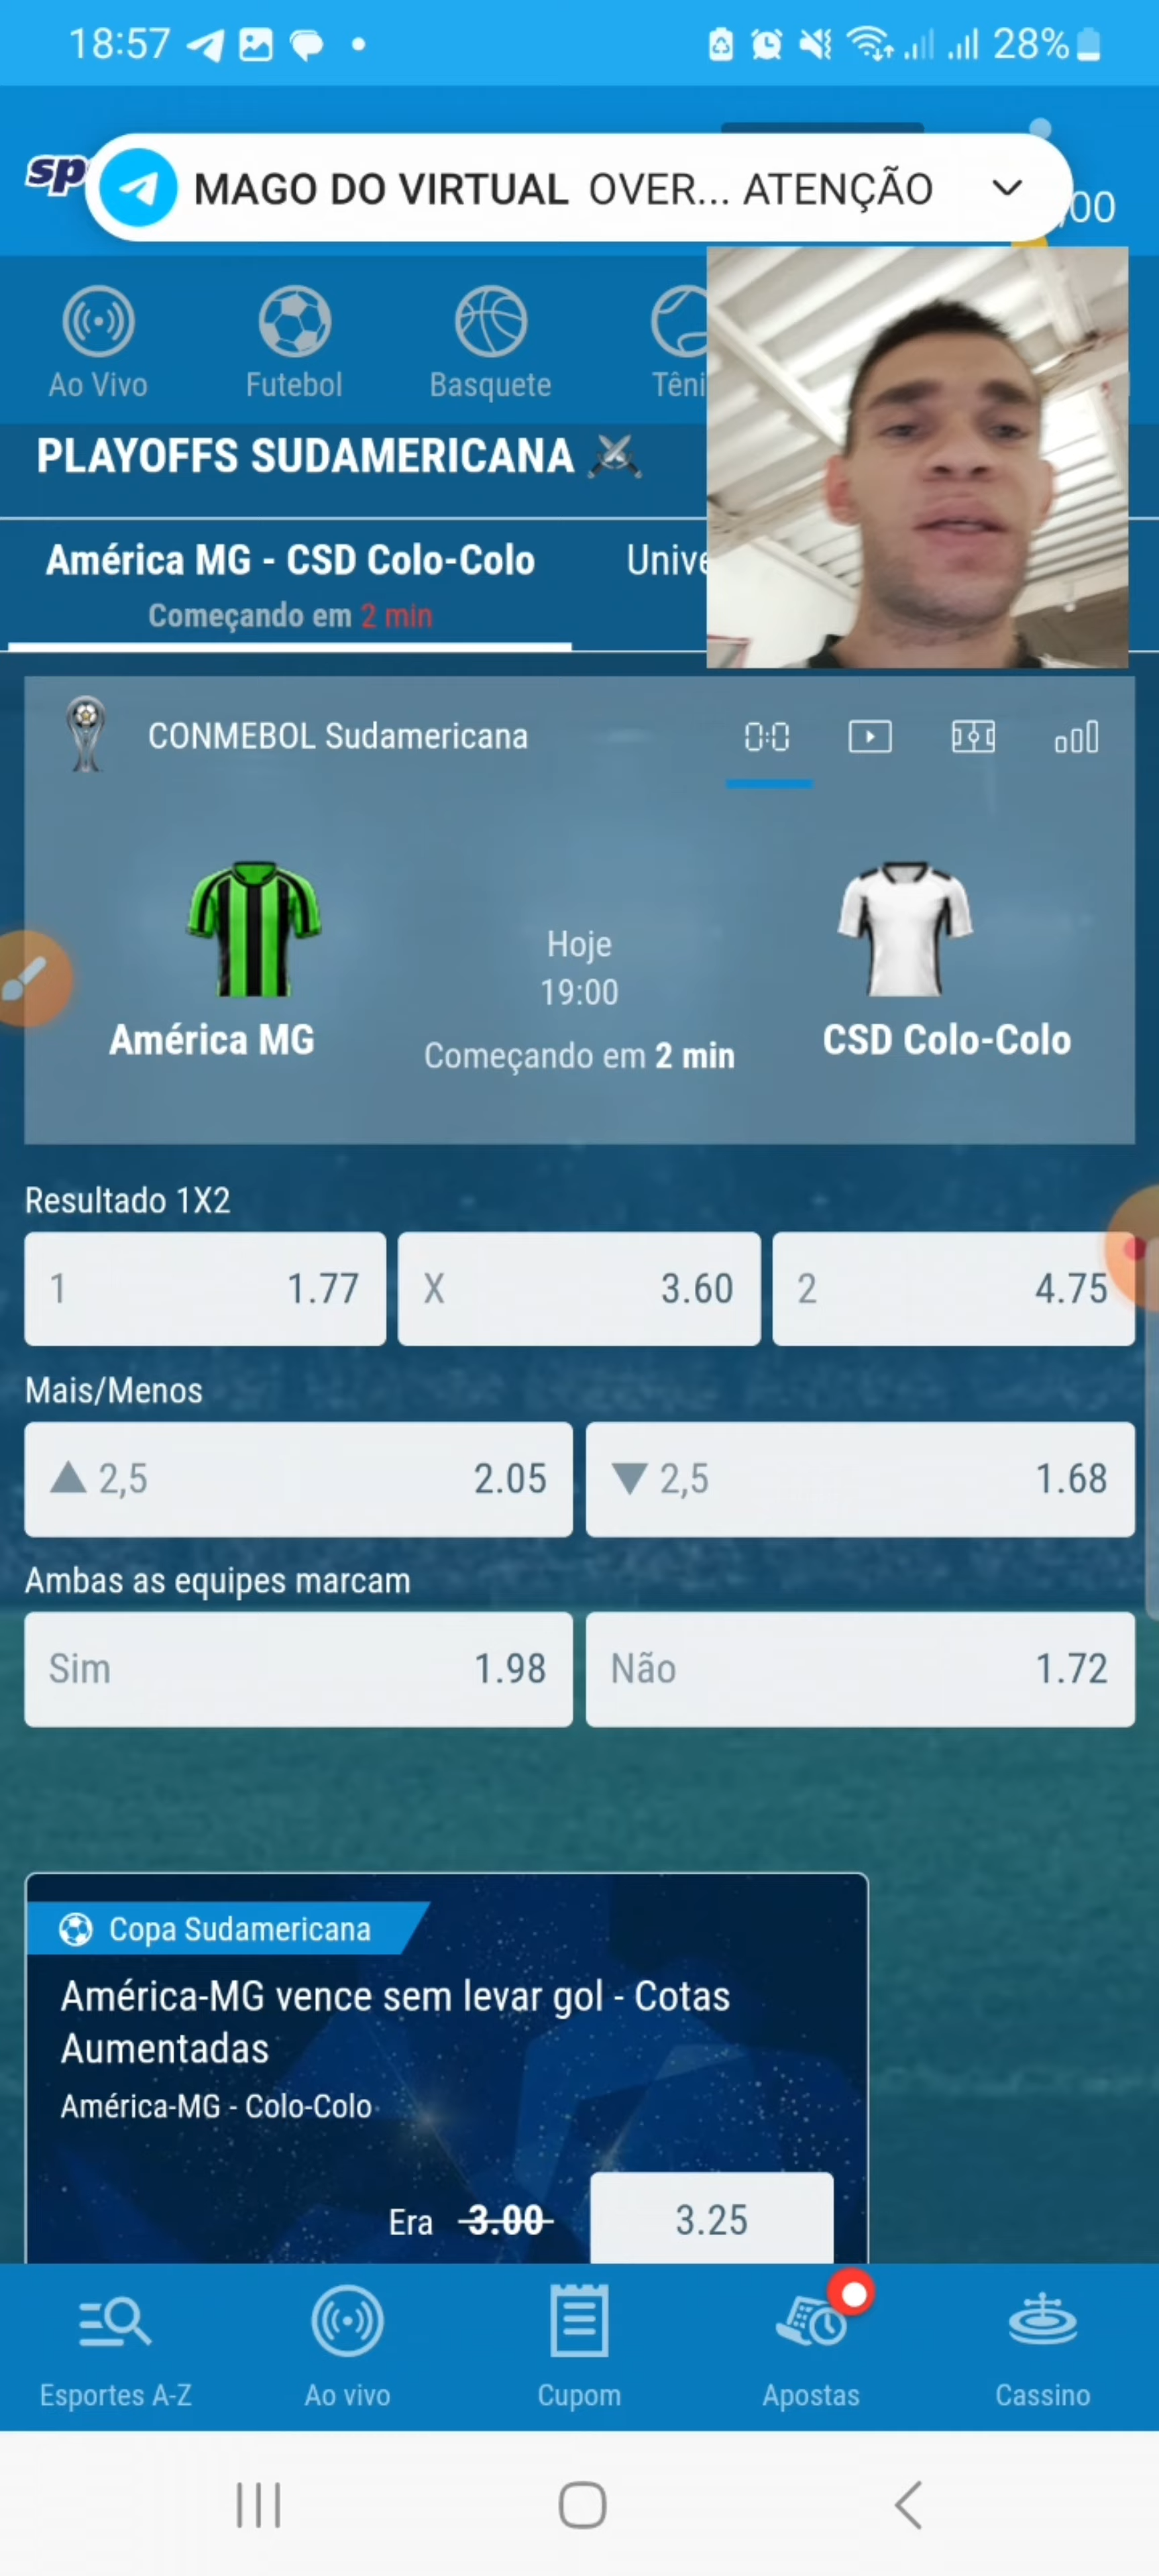 18:57 28%
sp
MAGO DO VIRTUAL OVER... ATENÇÃO
,00
Ao Vivo Futebol Basquete Têni
PLAYOFFS SUDAMERICANA
América MG - CSD Colo-Colo Unive
Começando em 2 min
CONMEBOL Sudamericana 0:0
Hoje
19:00
América MG CSD Colo-Colo
Começando em 2 min
Resultado 1X2
1 1.77 X 3.60 2 4.75
Mais/Menos
▲ 2,5 2.05 ▼ 2,5 1.68
Ambas as equipes marcam
Sim 1.98 Não 1.72
Copa Sudamericana
América-MG vence sem levar gol - Cotas
Aumentadas
América-MG - Colo-Colo
Era 3.00 3.25
Esportes A-Z Ao vivo Cupom Apostas Cassino